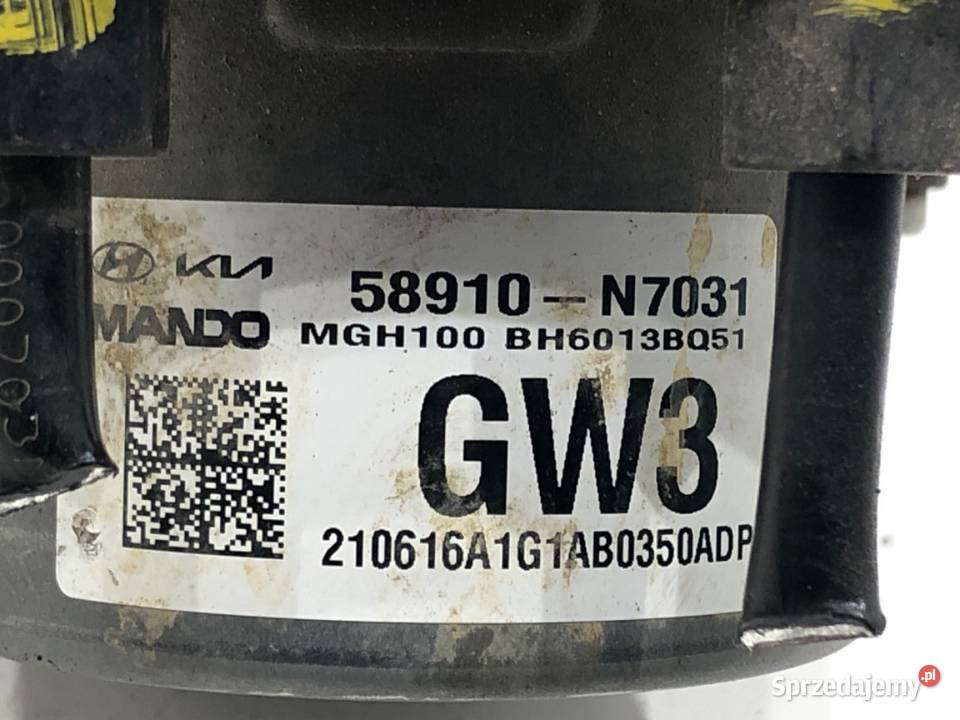 KIA
58910-N7031
MANDO
MGH100 BH6013BQ51
GW3
210616A1G1AB0350ADP
Sprzedajemy.pl